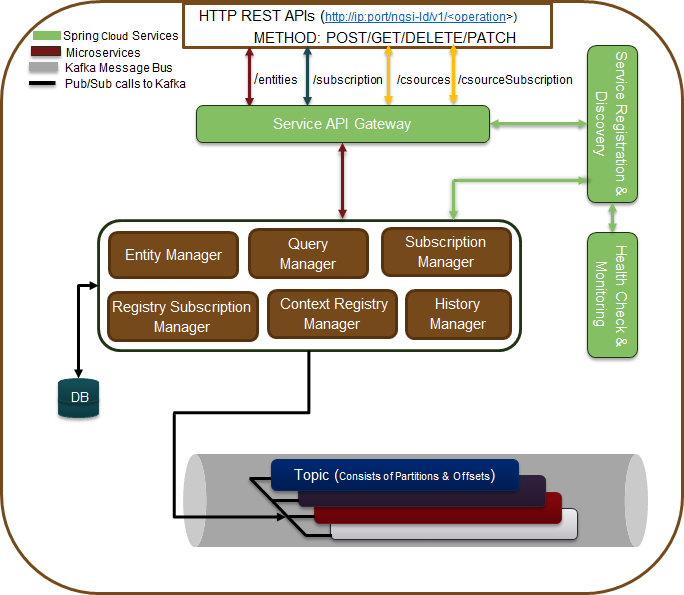 HTTP REST APIs (http://ip:port/ngsi-ld/v1/<operation>)
METHOD: POST/GET/DELETE/PATCH
Spring Cloud Services
Microservices
Kafka Message Bus
Pub/Sub calls to Kafka
/entities
/subscription
/csources
/csourceSubscription
Service API Gateway
Service Registration &
Discovery
Health Check &
Monitoring
Entity Manager
Query
Manager
Subscription
Manager
Registry Subscription
Manager
Context Registry
Manager
History
Manager
DB
Topic (Consists of Partitions & Offsets)